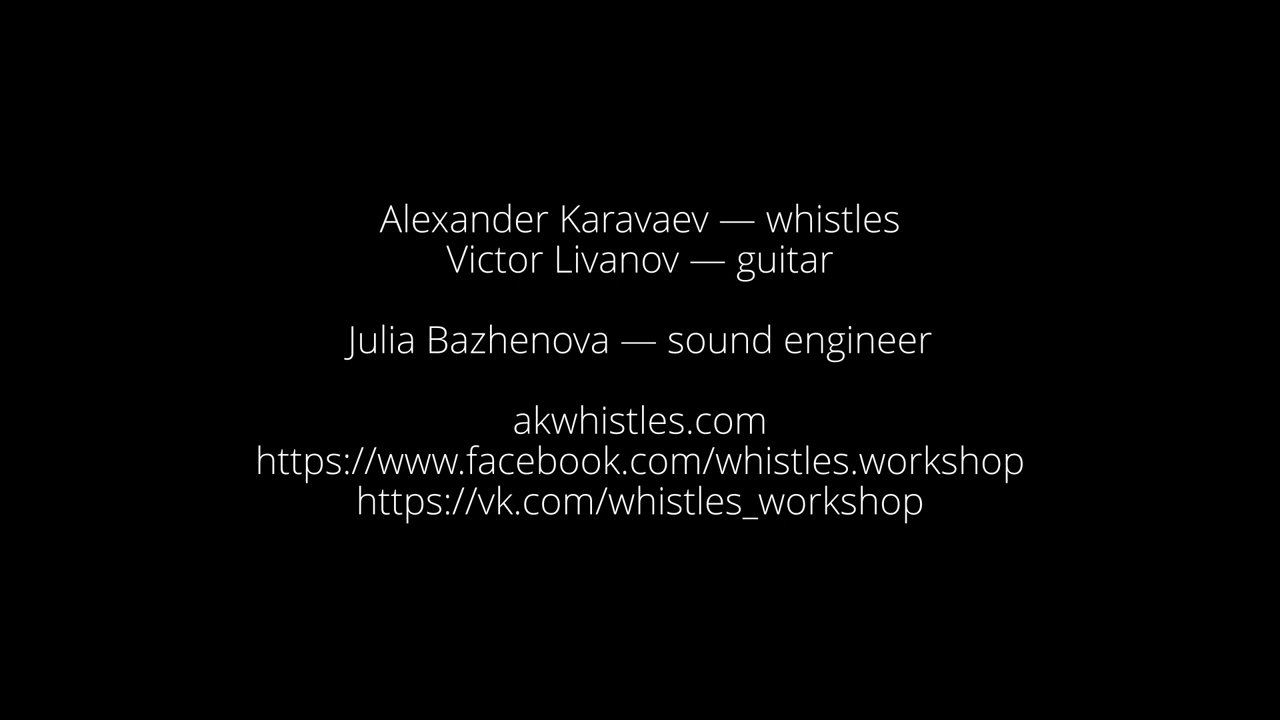 Alexander Karavaev — whistles
Victor Livanov — guitar
Julia Bazhenova — sound engineer
akwhistles.com
https://www.facebook.com/whistles.workshop
https://vk.com/whistles_workshop